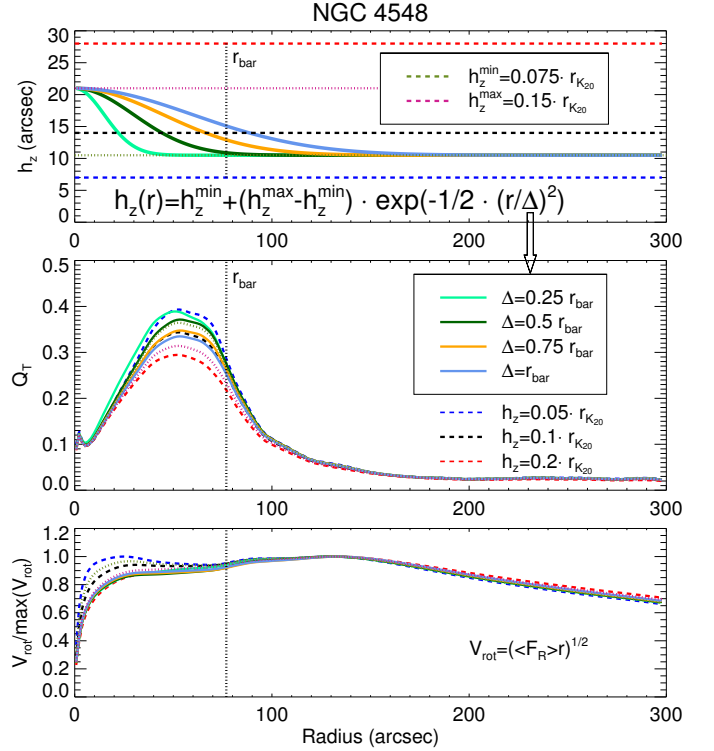 NGC 4548
30
25
20
15
10
5
0
h_z (arcsec)
r_bar
h_z^min=0.075· r_K20
h_z^max=0.15· r_K20
h_z(r)=h_z^min+(h_z^max-h_z^min) · exp(-1/2 · (r/Δ)^2)
0 100 200 300
0.5
0.4
0.3
0.2
0.1
0.0
Q_T
r_bar
Δ=0.25 r_bar
Δ=0.5 r_bar
Δ=0.75 r_bar
Δ=r_bar
h_z=0.05· r_K20
h_z=0.1· r_K20
h_z=0.2· r_K20
0 100 200 300
1.2
1.0
0.8
0.6
0.4
0.2
0.0
V_rot/max(V_rot)
V_rot=(<F_R>r)^1/2
0 100 200 300
Radius (arcsec)